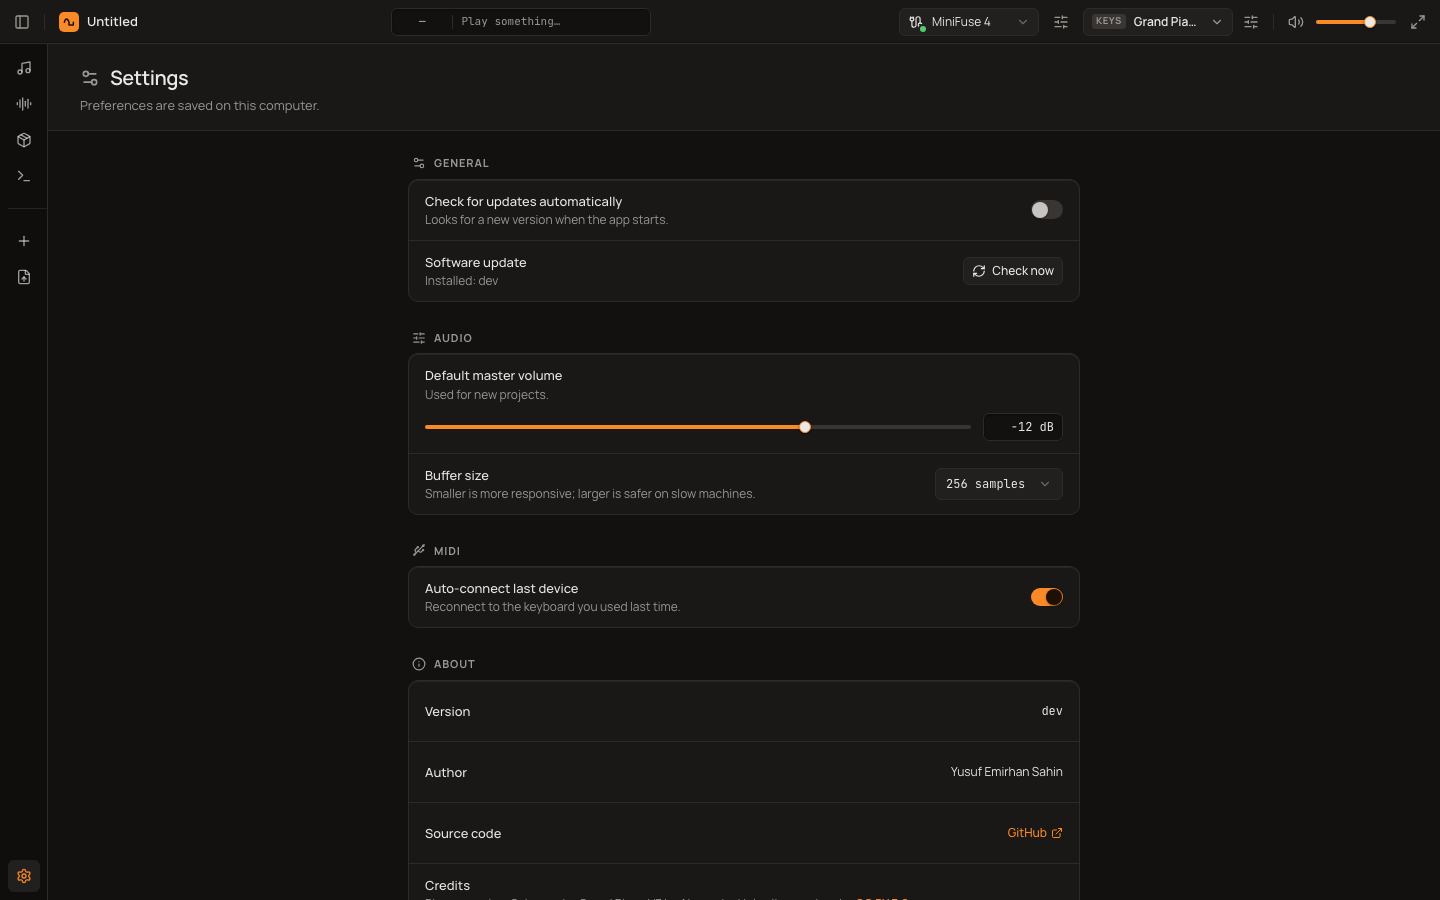 Untitled
– Play something…
MiniFuse 4
KEYS Grand Pia…
Settings
Preferences are saved on this computer.
GENERAL
Check for updates automatically
Looks for a new version when the app starts.
Software update
Installed: dev
Check now
AUDIO
Default master volume
Used for new projects.
-12 dB
Buffer size
Smaller is more responsive; larger is safer on slow machines.
256 samples
MIDI
Auto-connect last device
Reconnect to the keyboard you used last time.
ABOUT
Version
dev
Author
Yusuf Emirhan Sahin
Source code
GitHub
Credits